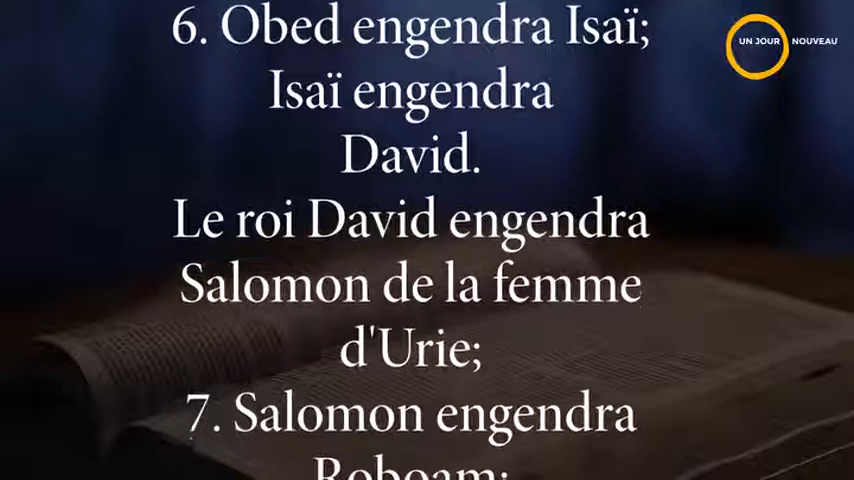 6. Obed engendra Isaï;
UN JOUR NOUVEAU
Isaï engendra
David.
Le roi David engendra
Salomon de la femme
d'Urie;
7. Salomon engendra
Roboam;